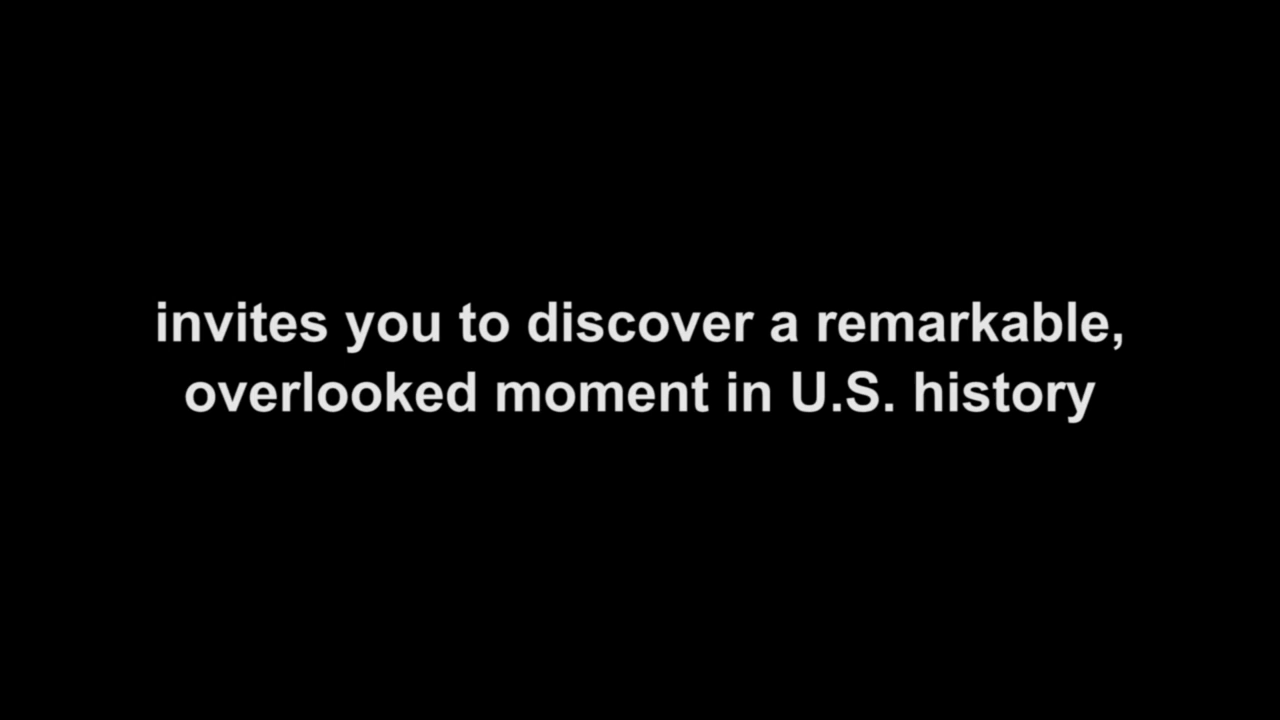 invites you to discover a remarkable,
overlooked moment in U.S. history